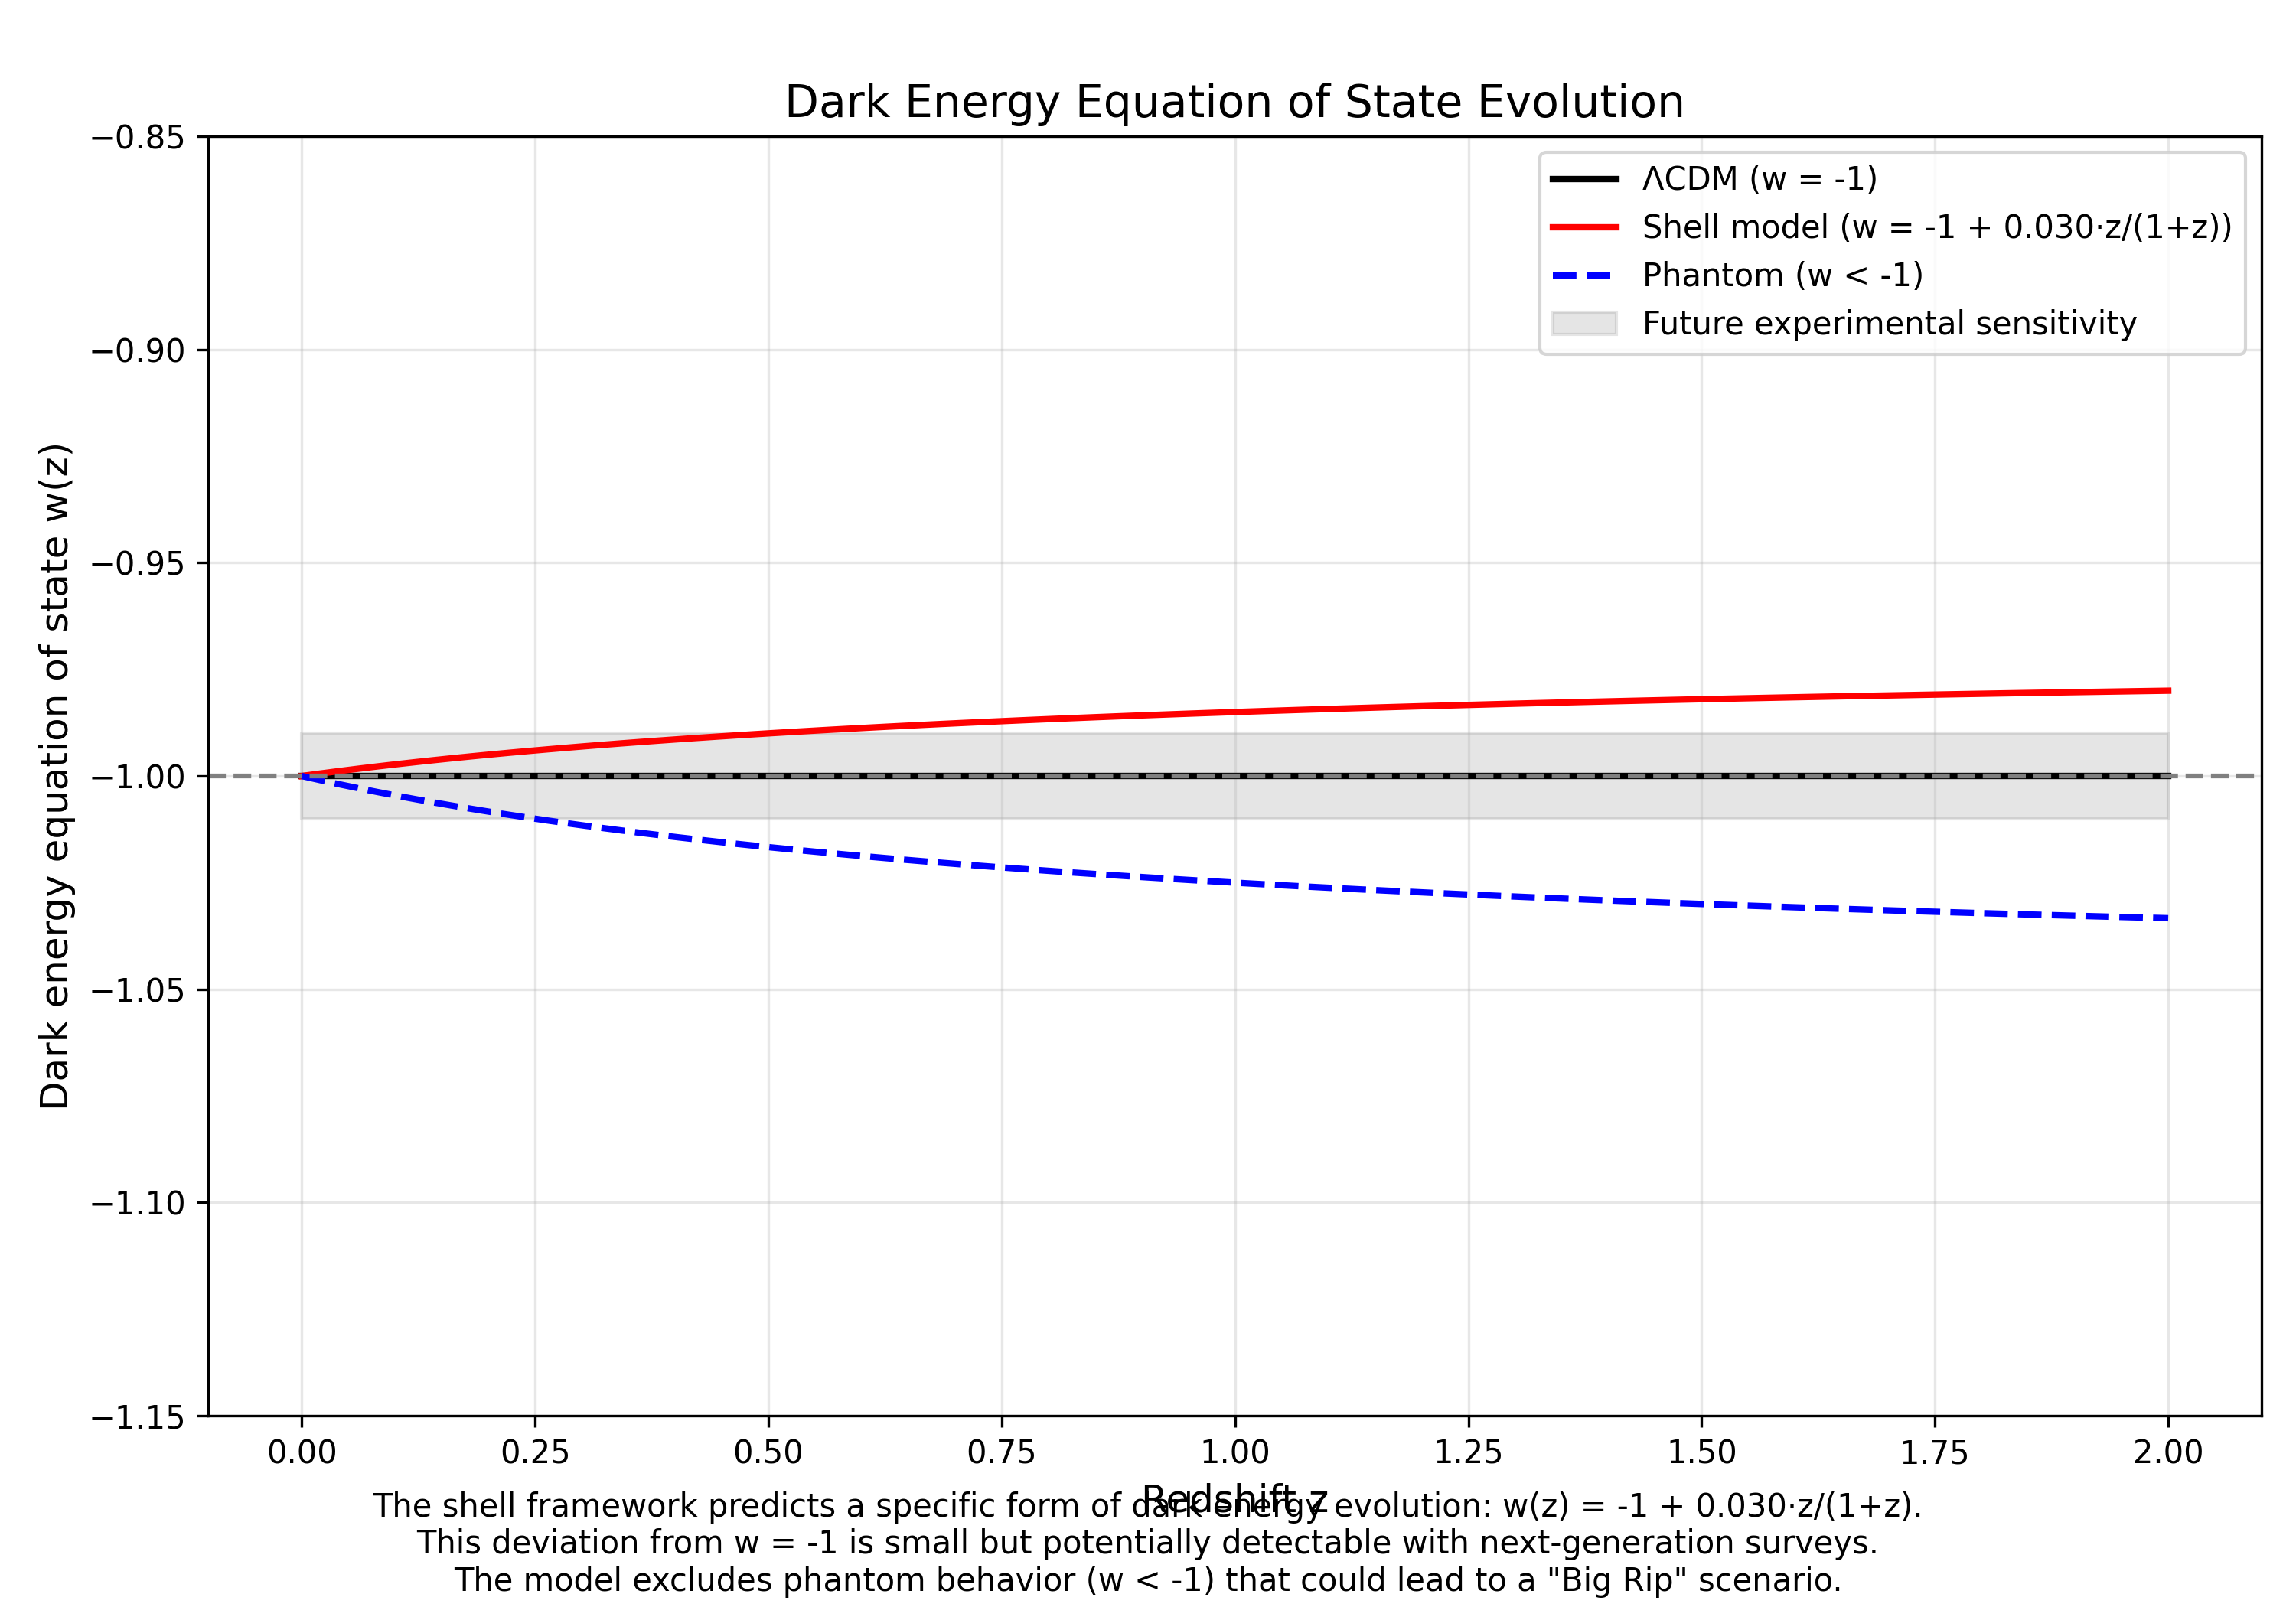 Dark Energy Equation of State Evolution
Dark energy equation of state w(z)
−0.85
−0.90
−0.95
−1.00
−1.05
−1.10
−1.15
ΛCDM (w = -1)
Shell model (w = -1 + 0.030·z/(1+z))
Phantom (w < -1)
Future experimental sensitivity
0.00 0.25 0.50 0.75 1.00 1.25 1.50 1.75 2.00
Redshift z
The shell framework predicts a specific form of dark energy evolution: w(z) = -1 + 0.030·z/(1+z).
This deviation from w = -1 is small but potentially detectable with next-generation surveys.
The model excludes phantom behavior (w < -1) that could lead to a "Big Rip" scenario.